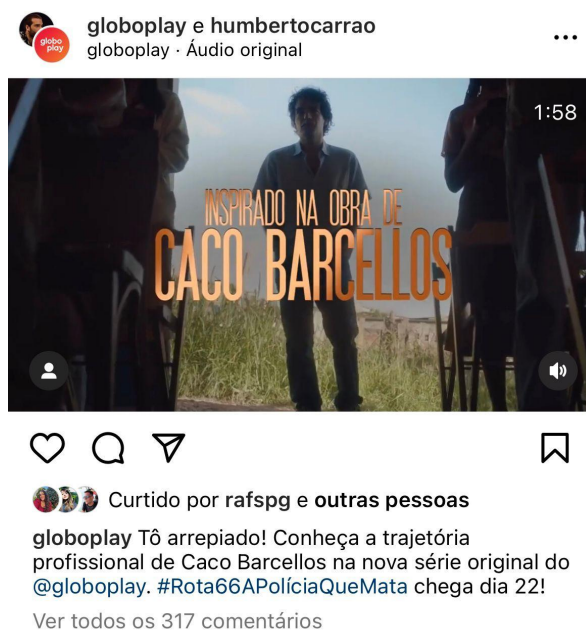 globoplay e humbertocarrao
globo
play
globoplay · Áudio original
1:58
INSPIRADO NA OBRA DE
CACO BARCELLOS
Curtido por rafspg e outras pessoas
globoplay Tô arrepiado! Conheça a trajetória
profissional de Caco Barcellos na nova série original do
@globoplay. #Rota66APolíciaQueMata chega dia 22!
Ver todos os 317 comentários